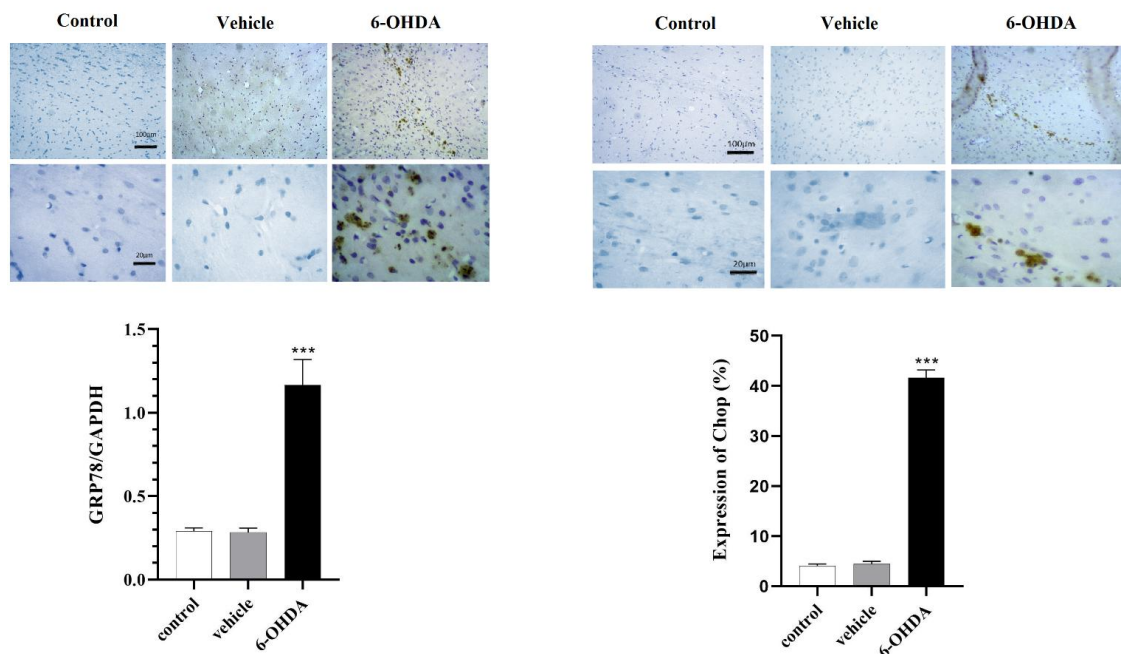 Control Vehicle 6-OHDA
100µm
20µm
GRP78/GAPDH
1.5
1.0
0.5
0.0
***
control
vehicle
6-OHDA
Control Vehicle 6-OHDA
100µm
20µm
Expression of Chop (%)
50
40
30
20
10
0
***
control
vehicle
6-OHDA